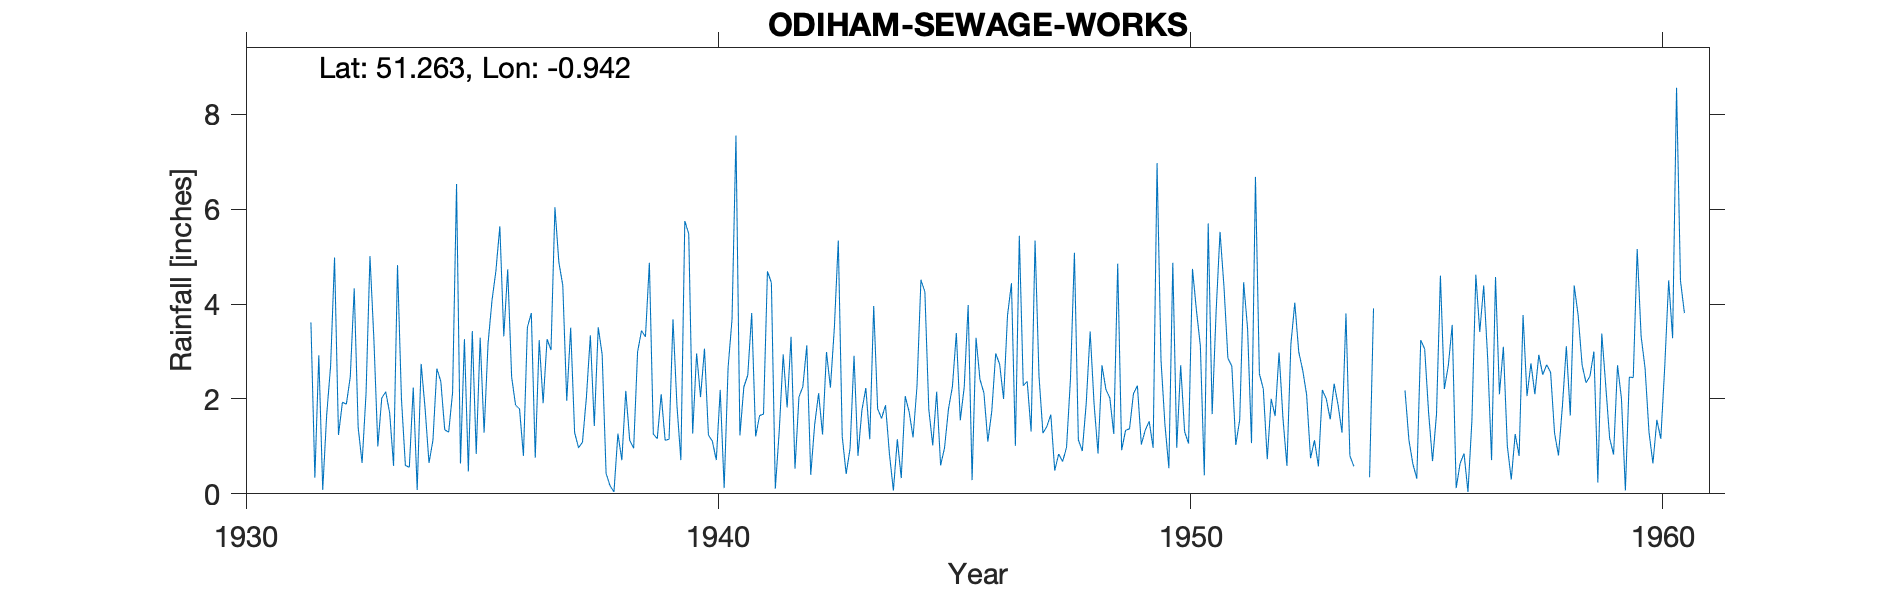 ODIHAM-SEWAGE-WORKS
Lat: 51.263, Lon: -0.942
8
6
4
2
0
Rainfall [inches]
1930 1940 1950 1960
Year